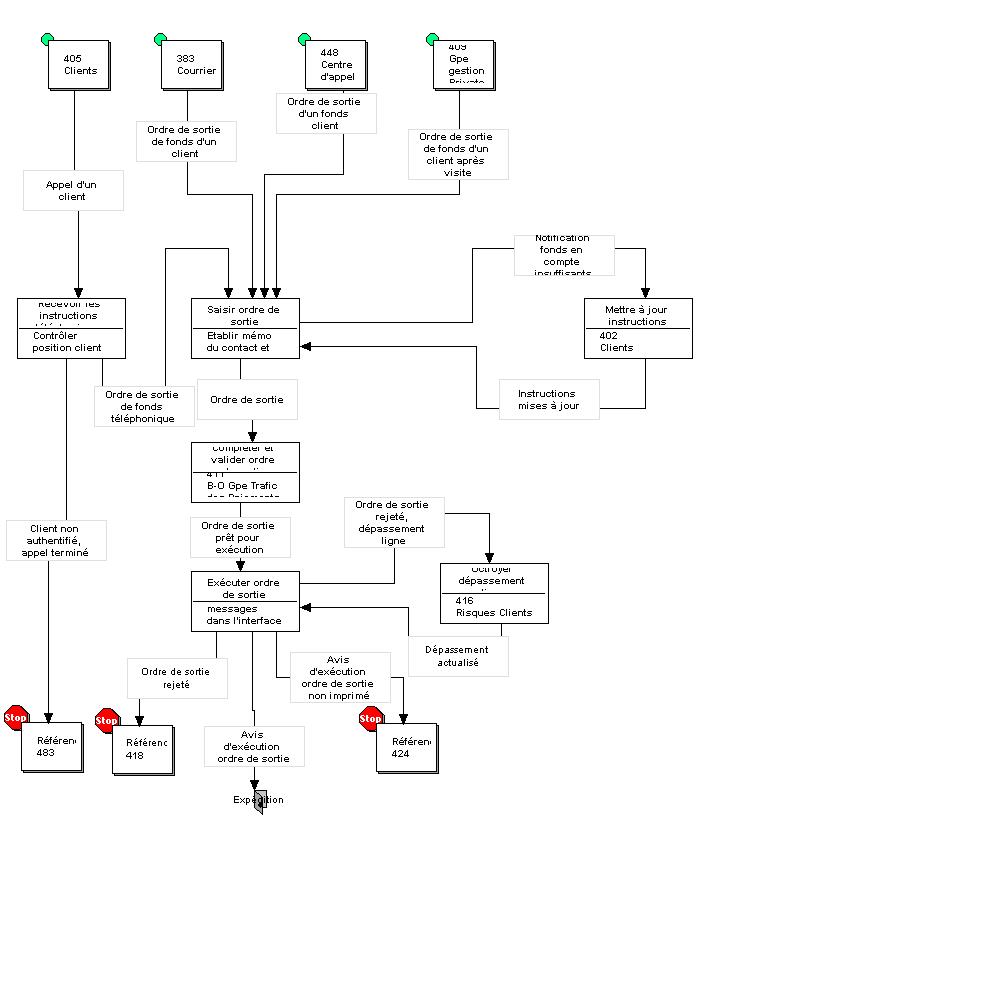 405
Clients
383
Courrier
448
Centre
d'appel
409
Gpe
gestion
Private
Ordre de sortie
d'un fonds
client
Ordre de sortie
de fonds d'un
client
Ordre de sortie
de fonds d'un
client après
visite
Appel d'un
client
Notification
fonds en
compte
insuffisants
Recevoir les
instructions
Contrôler
position client
Saisir ordre de
sortie
Etablir mémo
du contact et
Mettre à jour
instructions
402
Clients
Ordre de sortie
de fonds
téléphonique
Ordre de sortie
Instructions
mises à jour
Compléter et
valider ordre
411
B-O Gpe Trafic
des Paiements
Ordre de sortie
rejeté,
dépassement
ligne
Client non
authentifié,
appel terminé
Ordre de sortie
prêt pour
exécution
Exécuter ordre
de sortie
messages
dans l'interface
Octroyer
dépassement
416
Risques Clients
Dépassement
actualisé
Ordre de sortie
rejeté
Avis
d'exécution
ordre de sortie
non imprimé
Stop
Référenc
483
Stop
Référenc
418
Avis
d'exécution
ordre de sortie
Stop
Référenc
424
Expédition